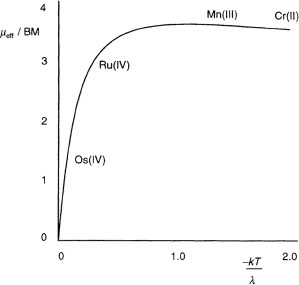 4
μeff / BM
Mn(III)
Cr(II)
3
Ru(IV)
2
Os(IV)
1
0
0
1.0
-kT
2.0
λ